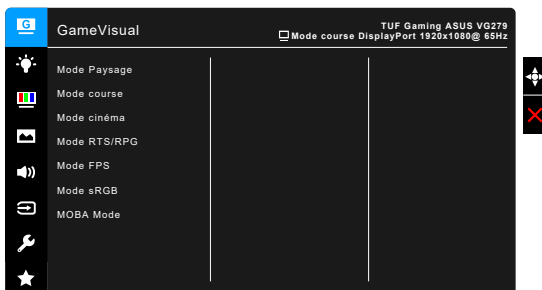 G
GameVisual
TUF Gaming ASUS VG279
Mode course DisplayPort 1920x1080@ 65Hz
Mode Paysage
Mode course
Mode cinéma
Mode RTS/RPG
Mode FPS
Mode sRGB
MOBA Mode